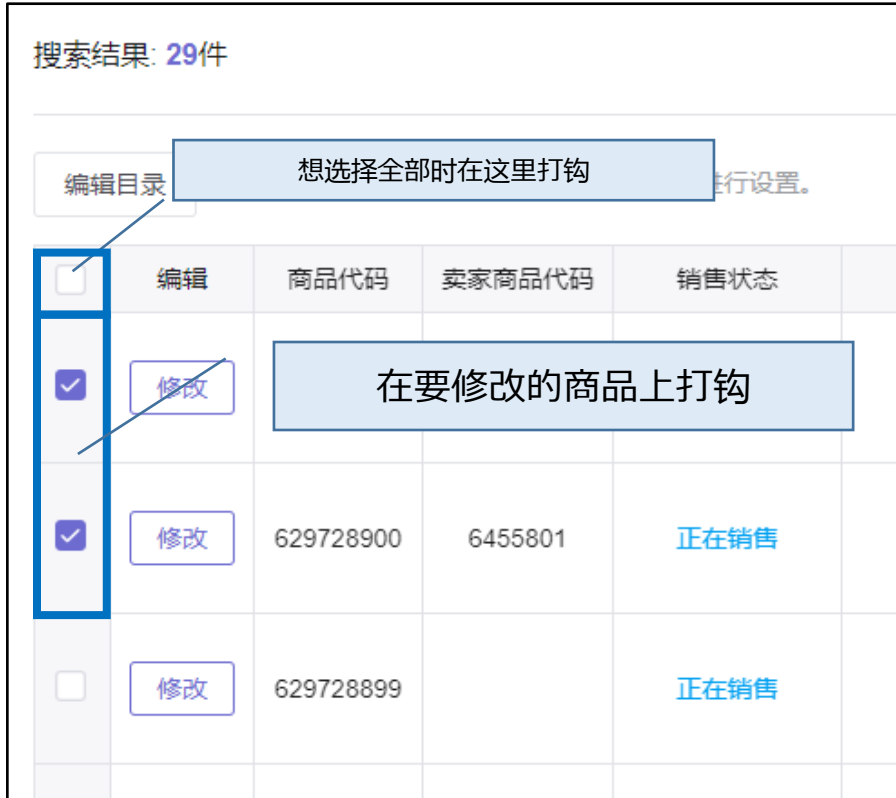 搜索结果: 29件
想选择全部时在这里打钩
编辑目录 行设置。
编辑 商品代码 卖家商品代码 销售状态
修改 在要修改的商品上打钩
修改 629728900 6455801 正在销售
修改 629728899 正在销售